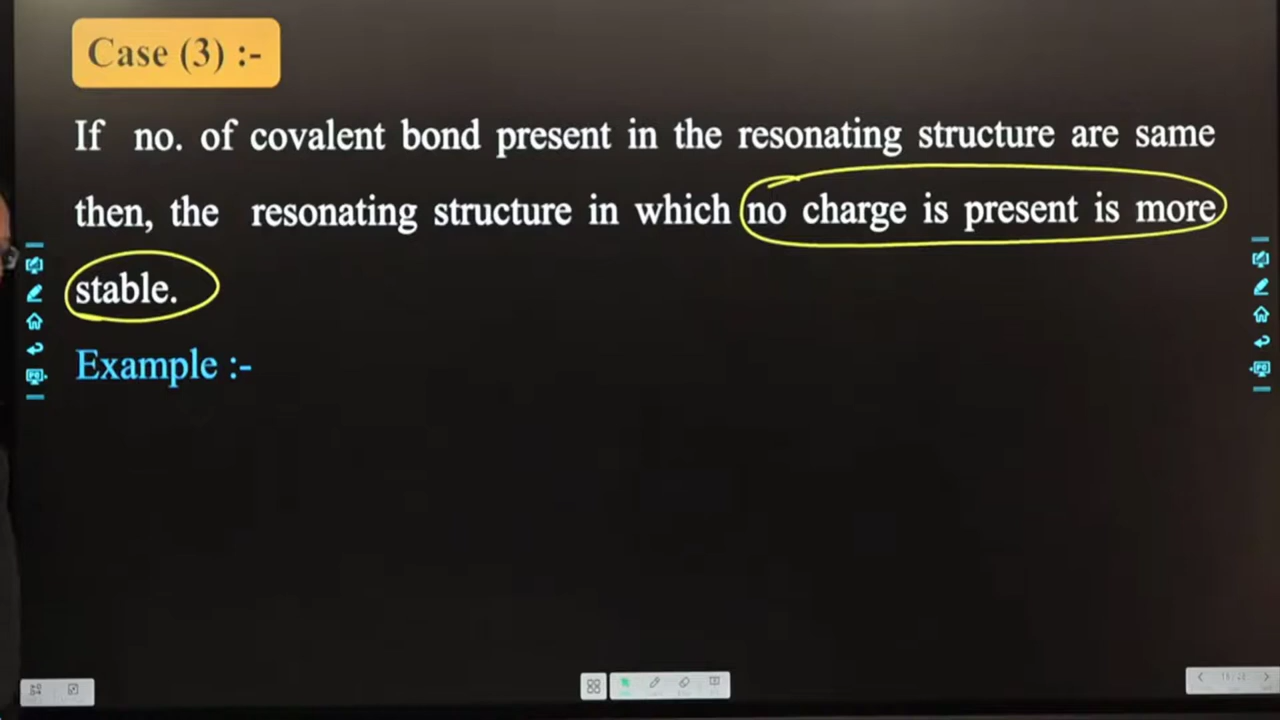 Case (3) :-
If no. of covalent bond present in the resonating structure are same
then, the resonating structure in which no charge is present is more
stable.
Example :-